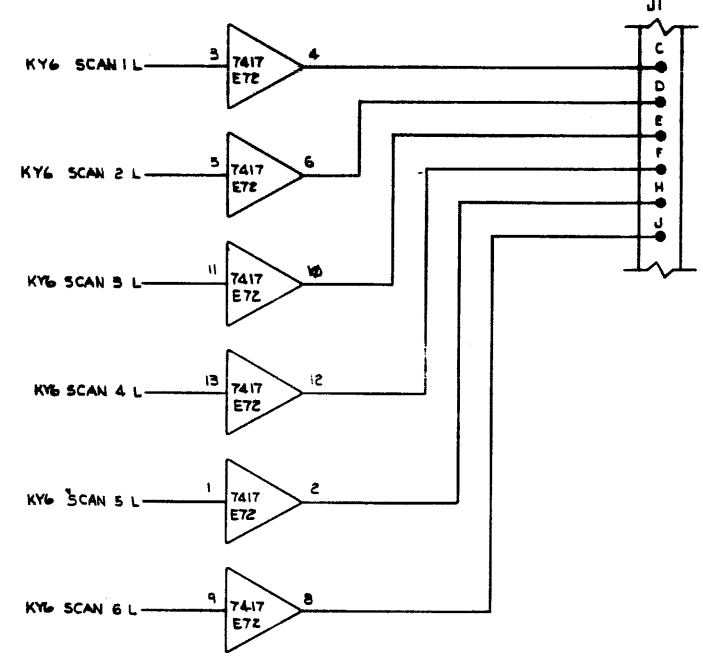 J1
C
KY6 SCAN 1 L 3 7417 4
E72
D
E
F
KY6 SCAN 2 L 5 7417 6
E72
H
J
KY6 SCAN 3 L 11 7417 10
E72
KY6 SCAN 4 L 13 7417 12
E72
KY6 SCAN 5 L 1 7417 2
E72
KY6 SCAN 6 L 9 7417 8
E72